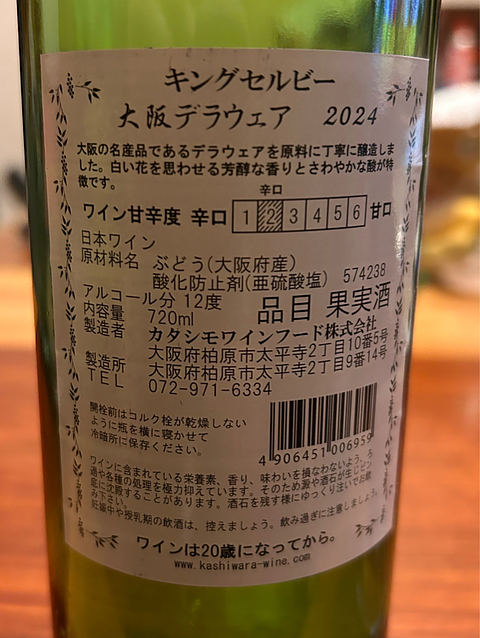 キングセルビー
大阪デラウェア 2024
大阪の名産品であるデラウェアを原料に丁寧に醸造しま
した。白い花を思わせる芳醇な香りとさわやかな酸が特
徴です。
辛口
ワイン甘辛度 辛口 1 2 3 4 5 6 甘口
日本ワイン
原材料名 ぶどう(大阪府産)
酸化防止剤(亜硫酸塩) 574238
アルコール分 12度
内容量 720ml 品目 果実酒
製造者 カタシモワインフード株式会社
大阪府柏原市太平寺2丁目10番5号
製造所 大阪府柏原市太平寺2丁目9番14号
TEL 072-971-6334
開栓前はコルク栓が乾燥しない
ように瓶を横に寝かせて
冷暗所に保存ください。
4 906451 006959
ワインに含まれている栄養素、香り、味わいを損なわないよう、ろ
過や各種の処理を極力抑えています。そのため澱や酒石が生じビン
底に沈殿することがあります。酒石を残す様にゆっくり注いでお飲
み下さい。
妊娠中や授乳期の飲酒は、控えましょう。飲み過ぎに注意しましょう。
ワインは20歳になってから。
www.kashiwara-wine.com